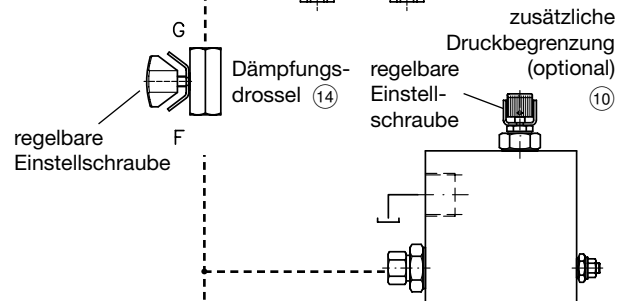 G
Dämpfungs-
drossel 14
regelbare
Einstellschraube
F
zusätzliche
Druckbegrenzung
(optional)
10
regelbare
Einstell-
schraube